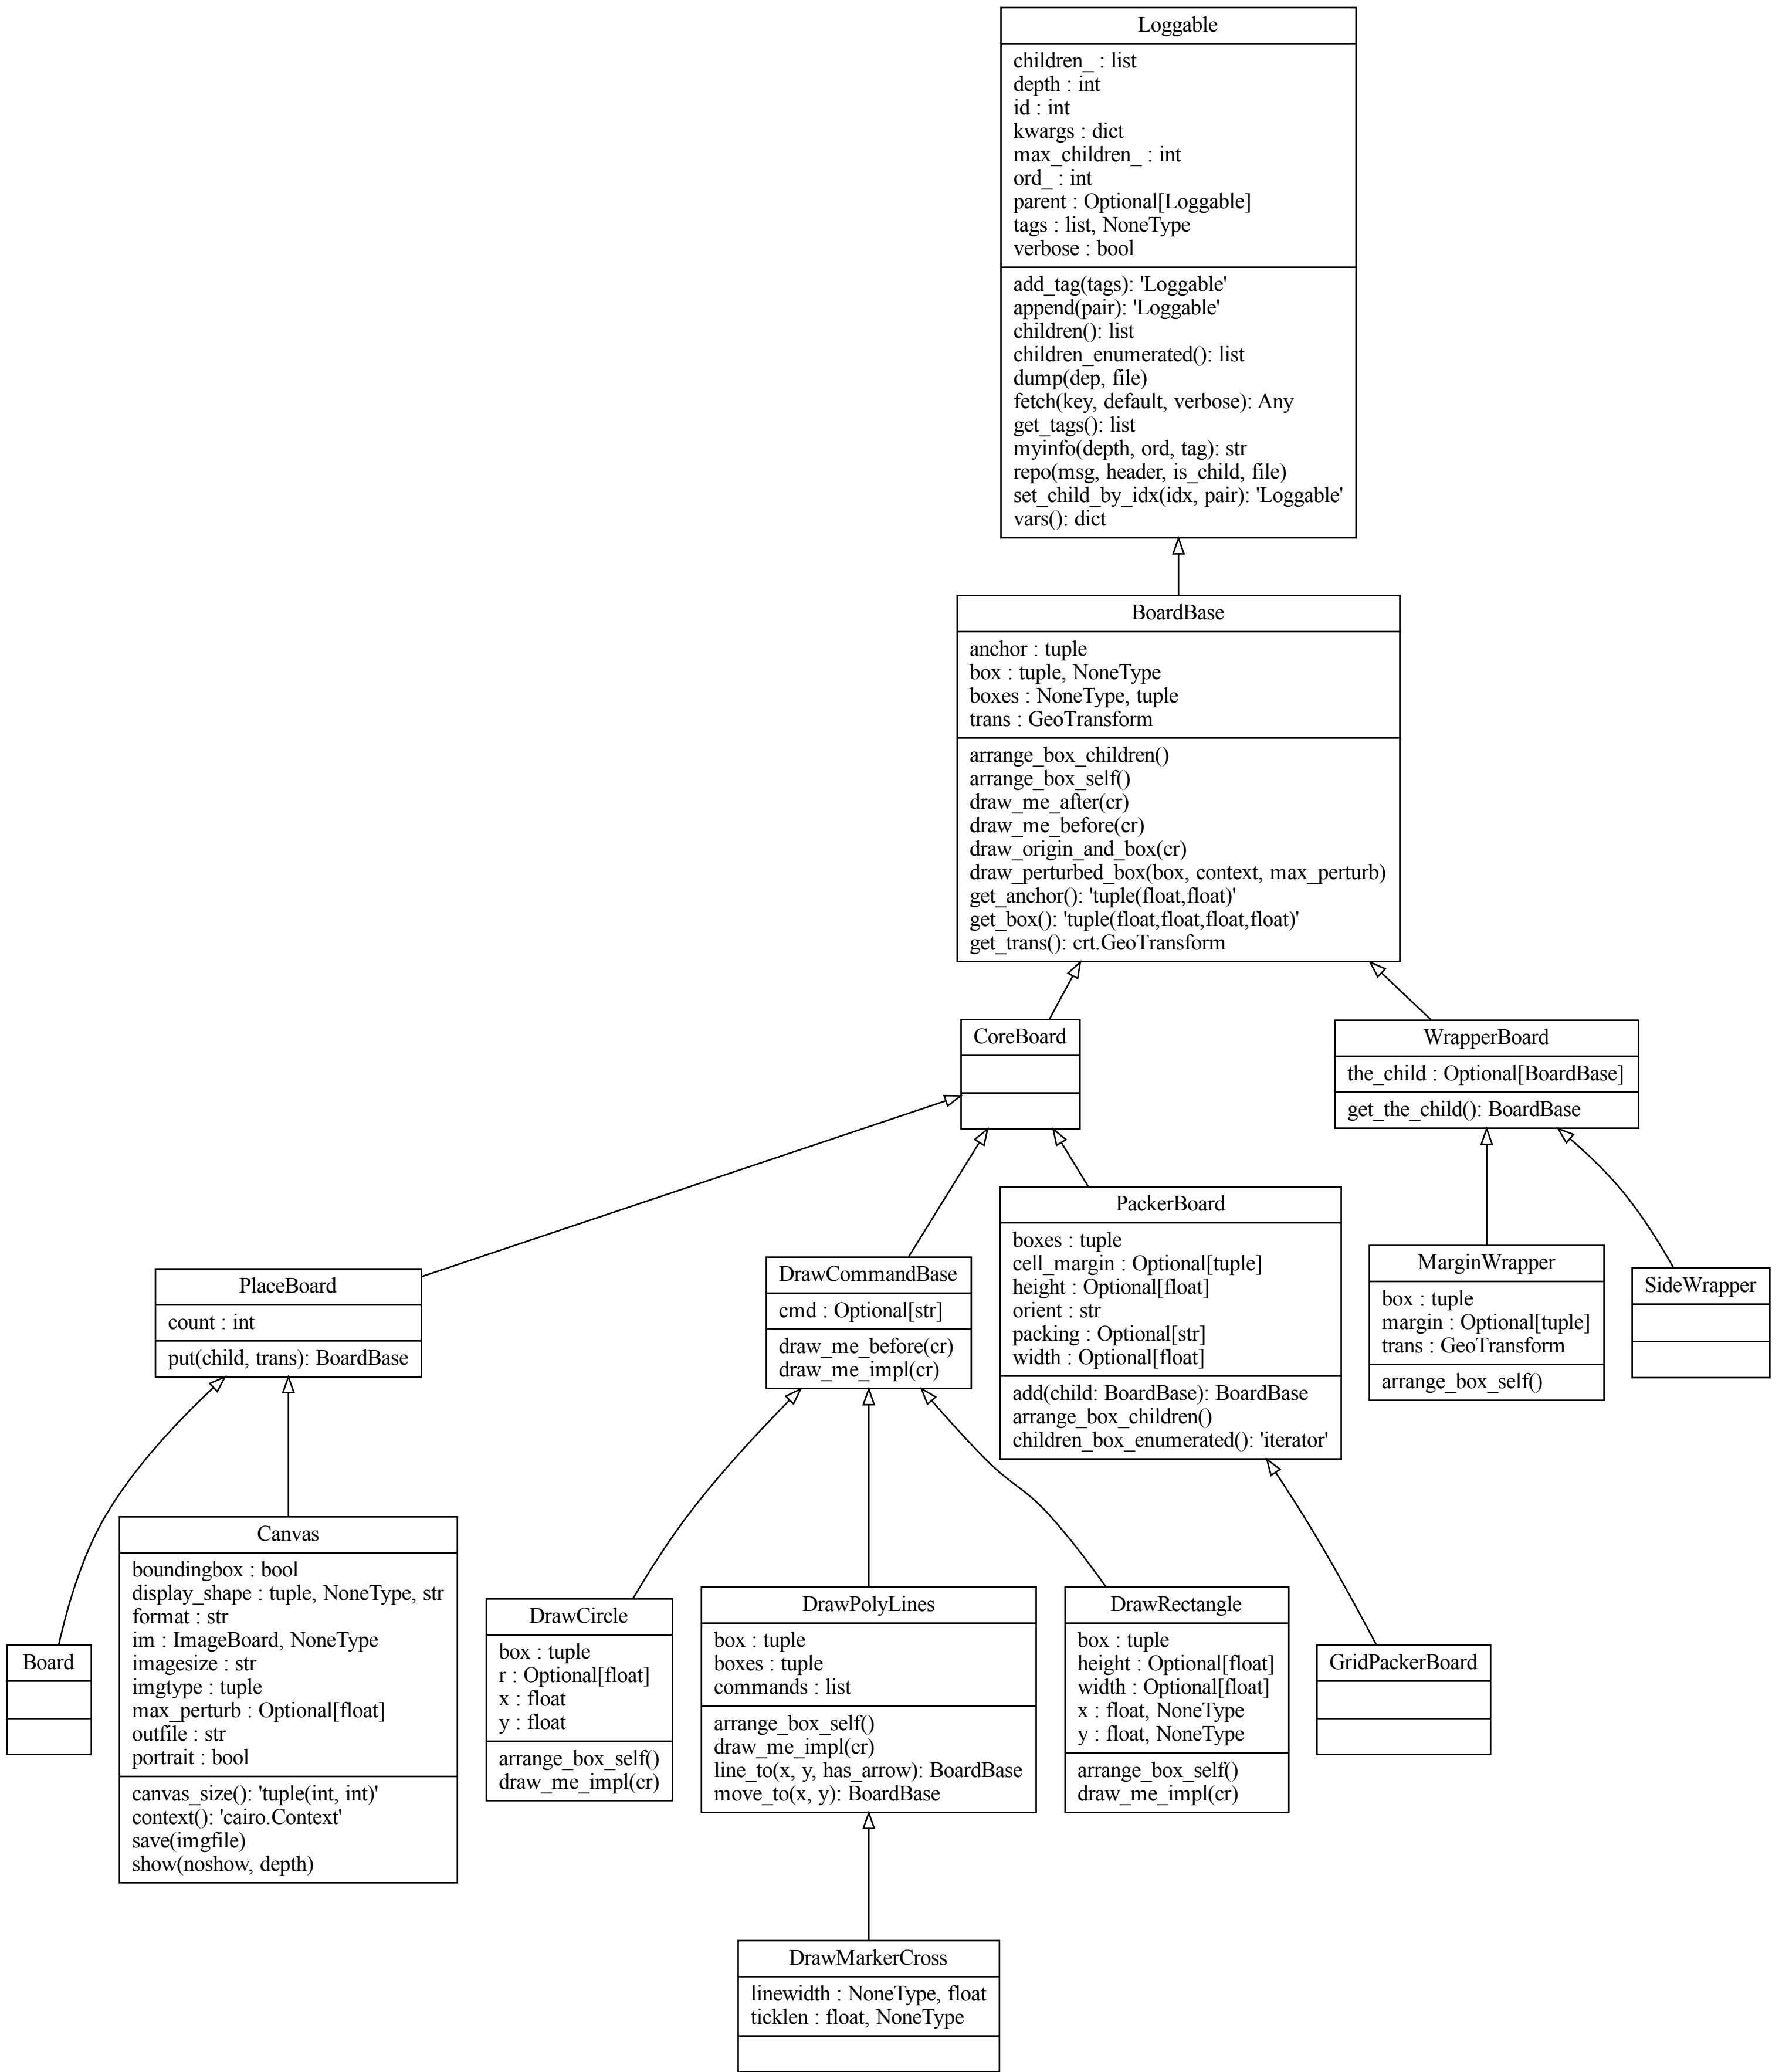 Loggable
children_ : list
depth : int
id : int
kwargs : dict
max_children_ : int
ord_ : int
parent : Optional[Loggable]
tags : list, NoneType
verbose : bool
add_tag(tags): 'Loggable'
append(pair): 'Loggable'
children(): list
children_enumerated(): list
dump(dep, file)
fetch(key, default, verbose): Any
get_tags(): list
myinfo(depth, ord, tag): str
repo(msg, header, is_child, file)
set_child_by_idx(idx, pair): 'Loggable'
vars(): dict
BoardBase
anchor : tuple
box : tuple, NoneType
boxes : NoneType, tuple
trans : GeoTransform
arrange_box_children()
arrange_box_self()
draw_me_after(cr)
draw_me_before(cr)
draw_origin_and_box(cr)
draw_perturbed_box(box, context, max_perturb)
get_anchor(): 'tuple(float,float)'
get_box(): 'tuple(float,float,float,float)'
get_trans(): crt.GeoTransform
CoreBoard
WrapperBoard
the_child : Optional[BoardBase]
get_the_child(): BoardBase
PlaceBoard
count : int
put(child, trans): BoardBase
DrawCommandBase
cmd : Optional[str]
draw_me_before(cr)
draw_me_impl(cr)
PackerBoard
boxes : tuple
cell_margin : Optional[tuple]
height : Optional[float]
orient : str
packing : Optional[str]
width : Optional[float]
add(child: BoardBase): BoardBase
arrange_box_children()
children_box_enumerated(): 'iterator'
MarginWrapper
box : tuple
margin : Optional[tuple]
trans : GeoTransform
arrange_box_self()
SideWrapper
Board
Canvas
boundingbox : bool
display_shape : tuple, NoneType, str
format : str
im : ImageBoard, NoneType
imagesize : str
imgtype : tuple
max_perturb : Optional[float]
outfile : str
portrait : bool
canvas_size(): 'tuple(int, int)'
context(): 'cairo.Context'
save(imgfile)
show(noshow, depth)
DrawCircle
box : tuple
r : Optional[float]
x : float
y : float
arrange_box_self()
draw_me_impl(cr)
DrawPolyLines
box : tuple
boxes : tuple
commands : list
arrange_box_self()
draw_me_impl(cr)
line_to(x, y, has_arrow): BoardBase
move_to(x, y): BoardBase
DrawRectangle
box : tuple
height : Optional[float]
width : Optional[float]
x : float, NoneType
y : float, NoneType
arrange_box_self()
draw_me_impl(cr)
GridPackerBoard
DrawMarkerCross
linewidth : NoneType, float
ticklen : float, NoneType